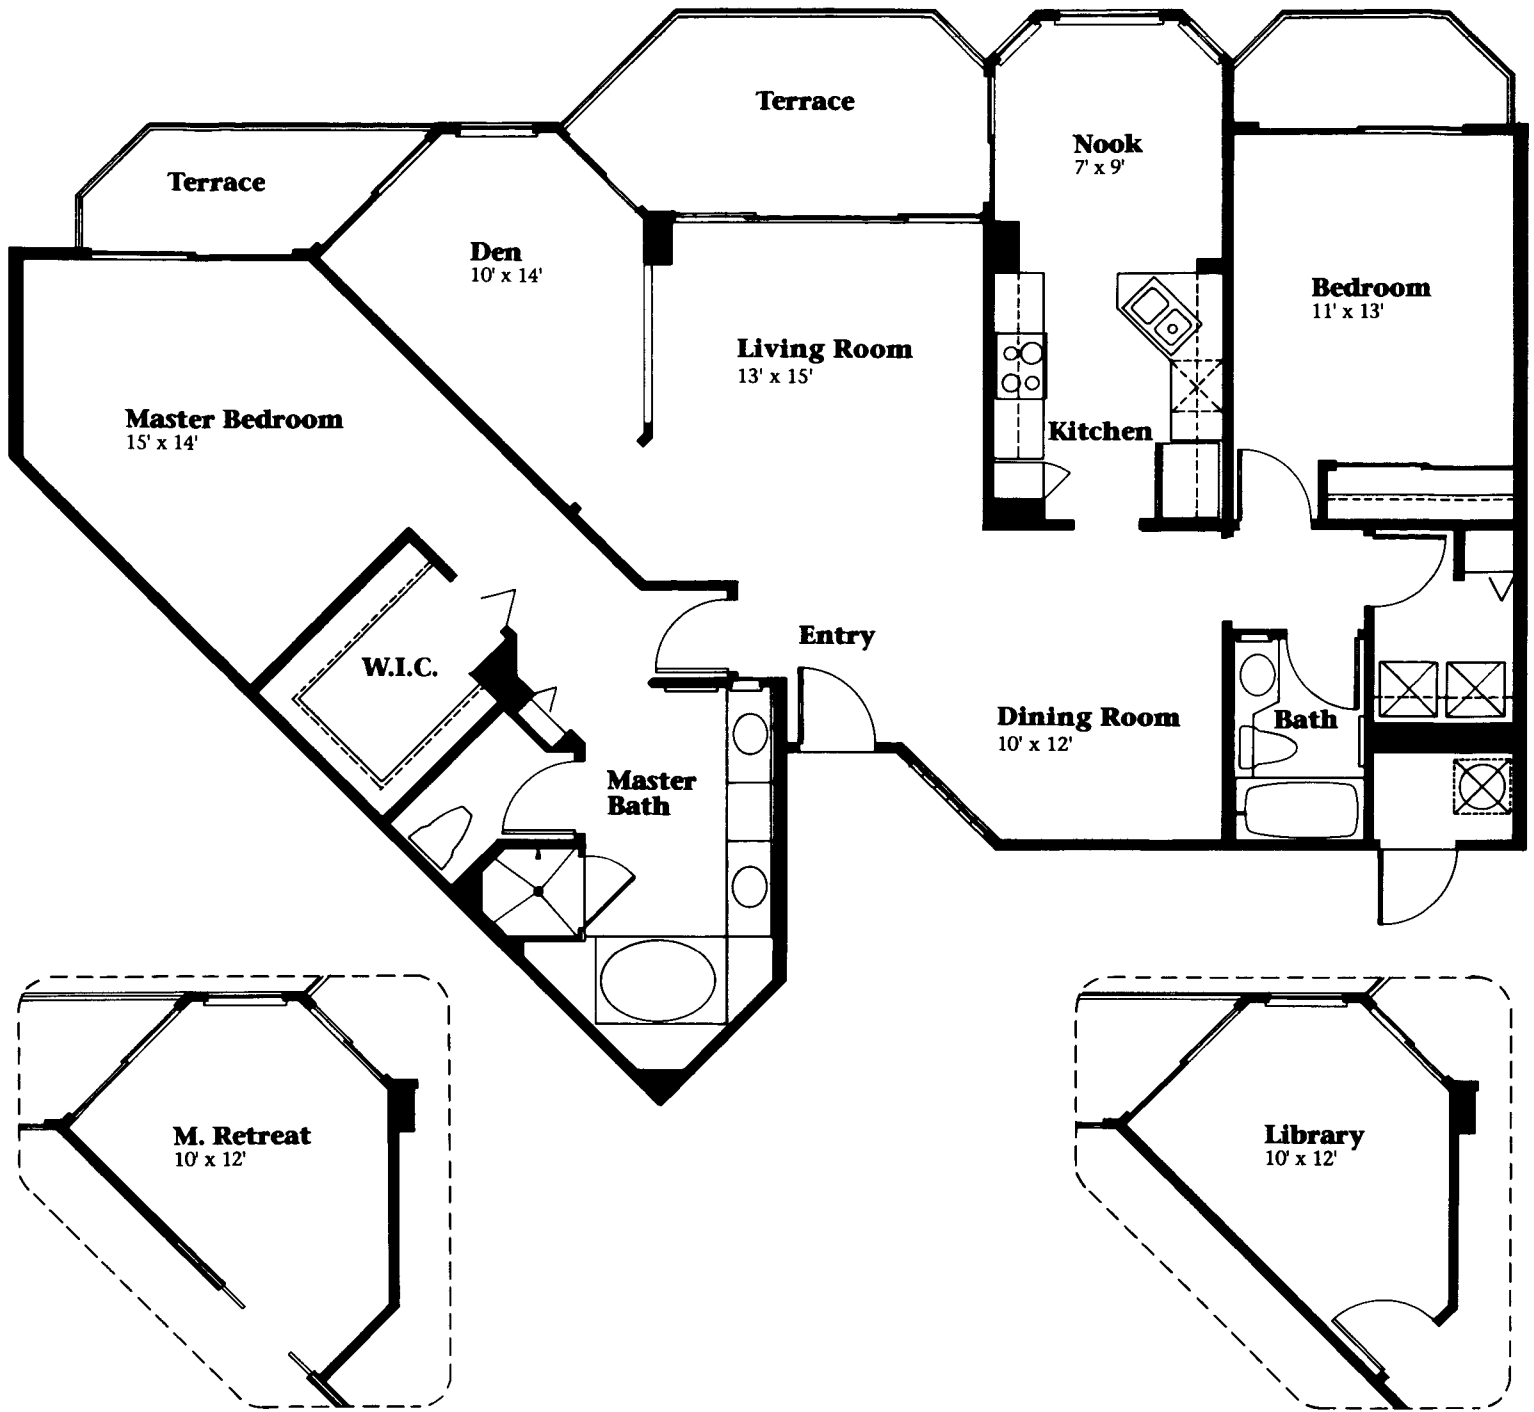 Terrace
Nook
7' x 9'
Terrace
Den
10' x 14'
Bedroom
11' x 13'
Living Room
13' x 15'
Master Bedroom
15' x 14'
Kitchen
Entry
W.I.C.
Dining Room
10' x 12'
Bath
Master
Bath
M. Retreat
10' x 12'
Library
10' x 12'